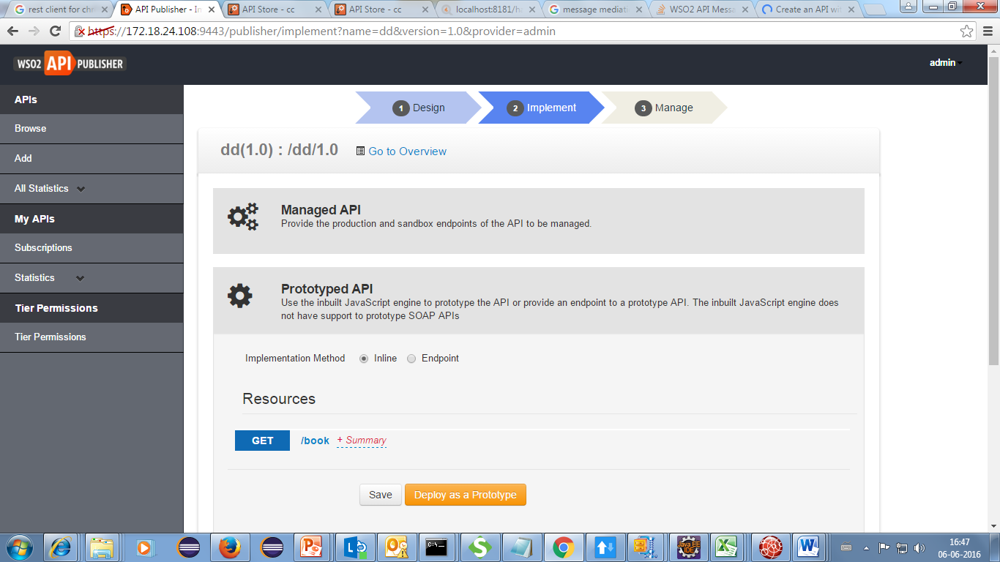 rest client for chr
API Publisher - In
API Store - cc
API Store - cc
localhost:8181/ha
message mediati
WSO2 API Messa
Create an API wit
https://172.18.24.108:9443/publisher/implement?name=dd&version=1.0&provider=admin
WSO2 API PUBLISHER
admin
APIs
Browse
Add
All Statistics
My APIs
Subscriptions
Statistics
Tier Permissions
Tier Permissions
1 Design
2 Implement
3 Manage
dd(1.0) : /dd/1.0
Go to Overview
Managed API
Provide the production and sandbox endpoints of the API to be managed.
Prototyped API
Use the inbuilt JavaScript engine to prototype the API or provide an endpoint to a prototype API. The inbuilt JavaScript engine does
not have support to prototype SOAP APIs
Implementation Method Inline Endpoint
Resources
GET /book + Summary
Save Deploy as a Prototype
Java EE
IDE
16:47
06-06-2016